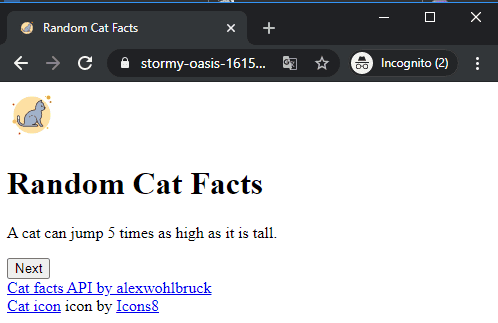 Random Cat Facts
stormy-oasis-1615...
Incognito (2)
Random Cat Facts
A cat can jump 5 times as high as it is tall.
Next
Cat facts API by alexwohlbruck
Cat icon icon by Icons8